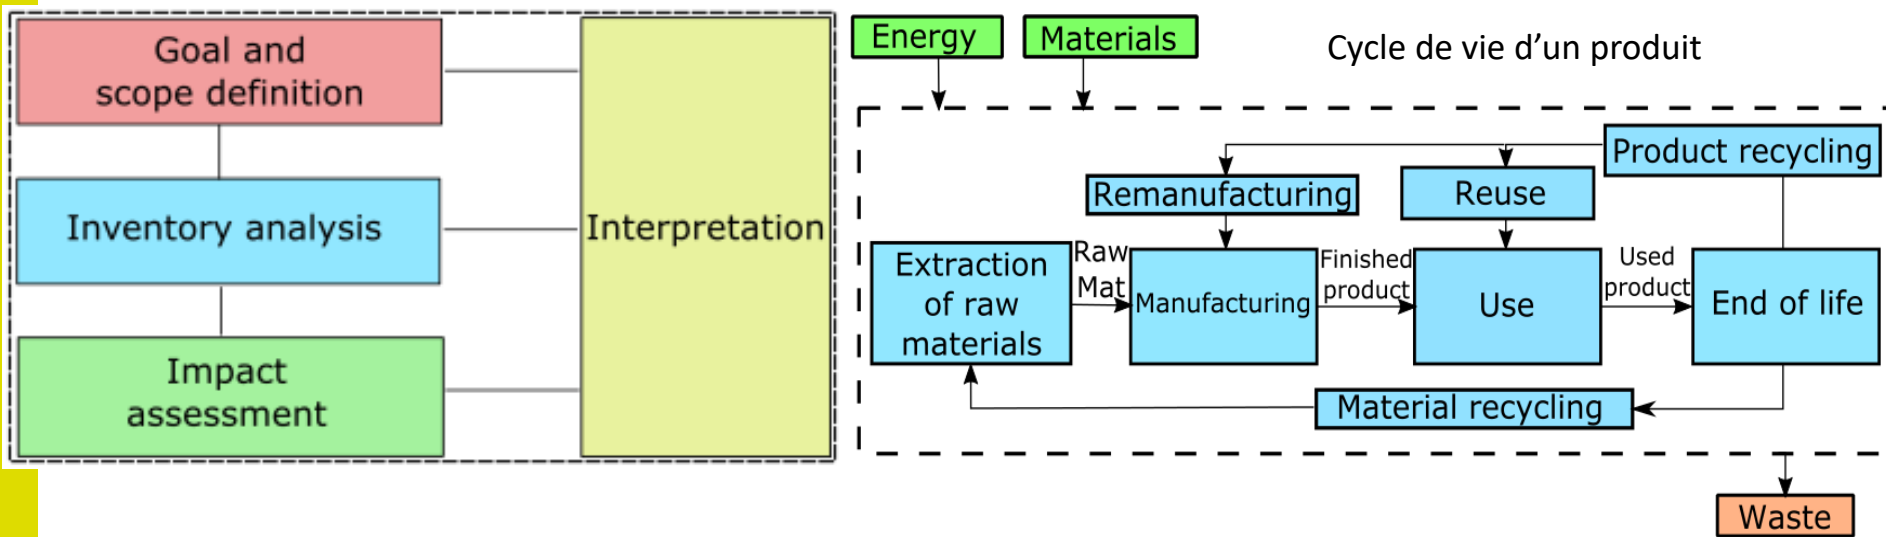 Goal and
scope definition
Inventory analysis
Impact
assessment
Interpretation
Energy
Materials
Cycle de vie d’un produit
Product recycling
Remanufacturing
Reuse
Extraction
of raw
materials
Raw
Mat
Manufacturing
Finished
product
Use
Used
product
End of life
Material recycling
Waste